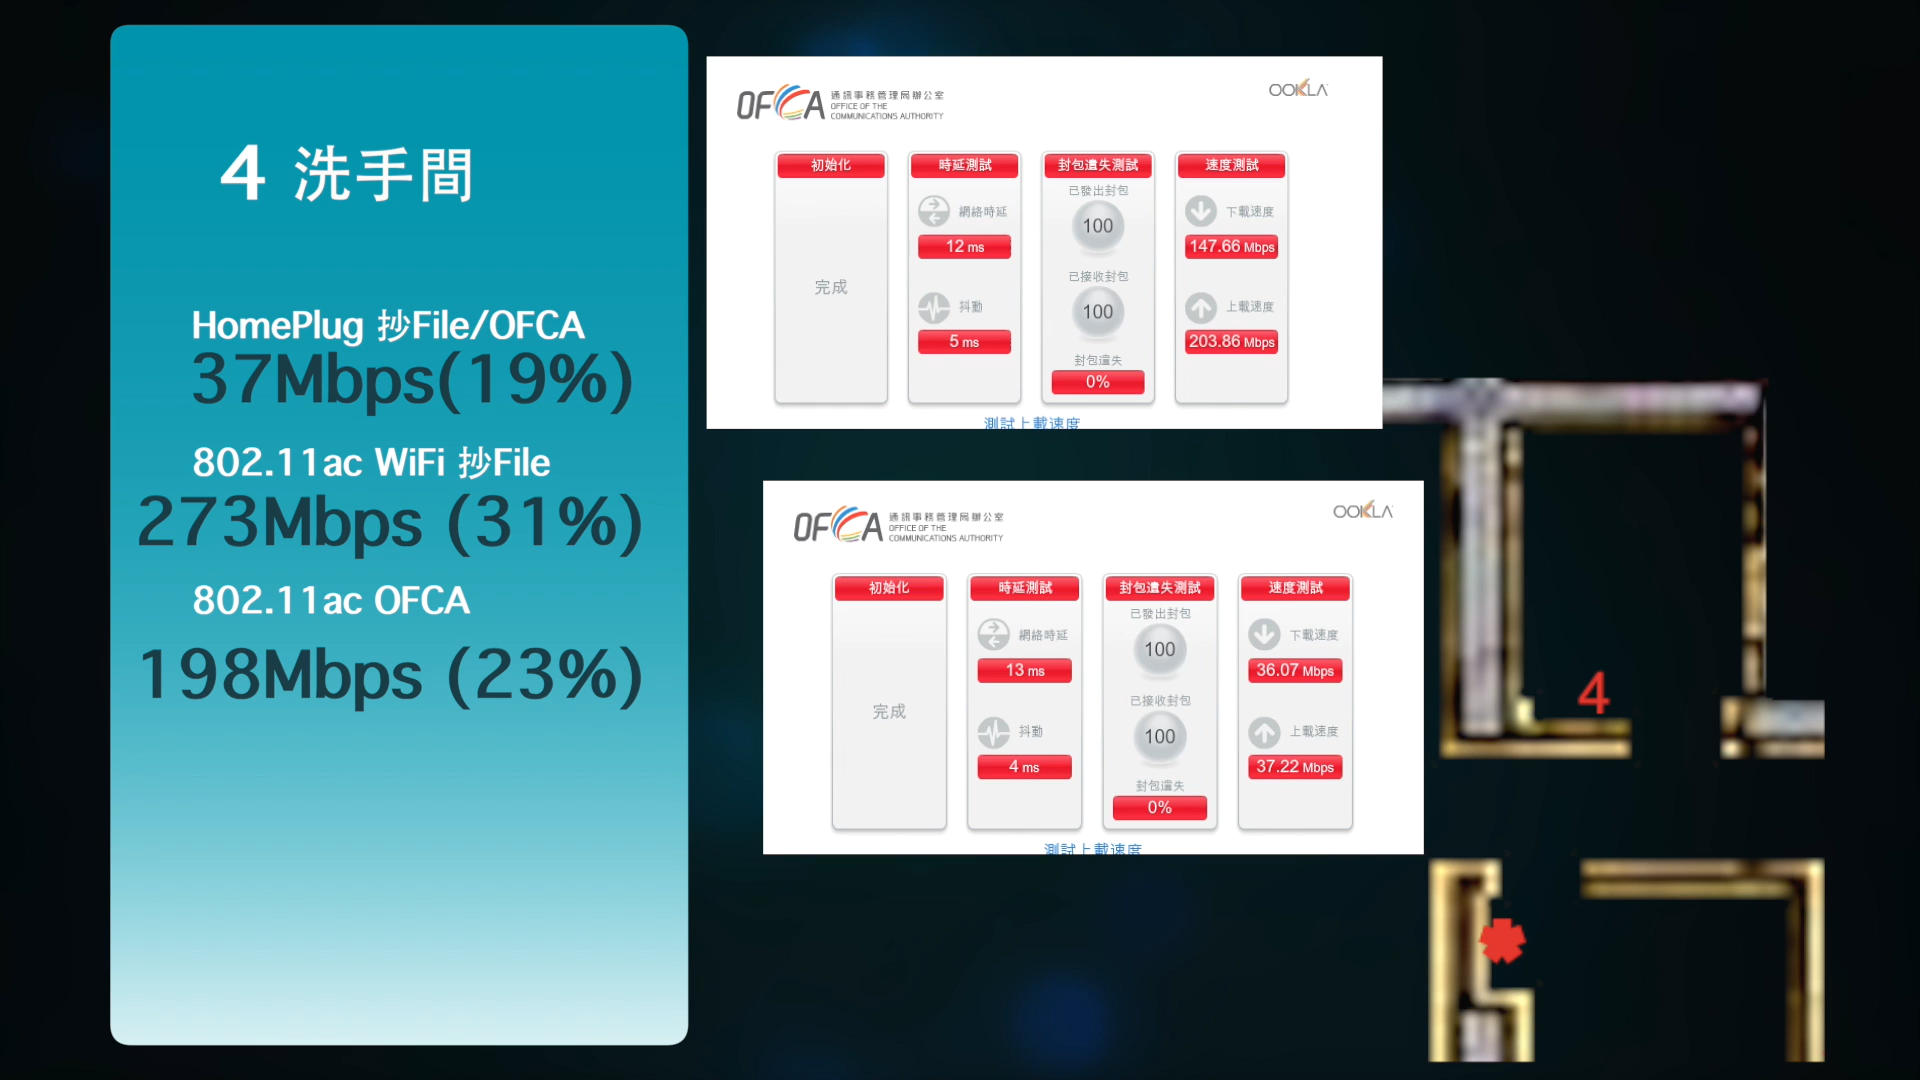 4 洗手間
HomePlug 抄File/OFCA
37Mbps(19%)
802.11ac WiFi 抄File
273Mbps (31%)
802.11ac OFCA
198Mbps (23%)
OFCA
通訊事務管理局辦公室
OFFICE OF THE
COMMUNICATIONS AUTHORITY
OOKLA
初始化
完成
時延測試
網絡時延
12 ms
抖動
5 ms
封包遺失測試
已發出封包
100
已接收封包
100
封包遺失
0%
速度測試
下載速度
147.66 Mbps
上載速度
203.86 Mbps
測試上載速度
OFCA
通訊事務管理局辦公室
OFFICE OF THE
COMMUNICATIONS AUTHORITY
OOKLA
初始化
完成
時延測試
網絡時延
13 ms
抖動
4 ms
封包遺失測試
已發出封包
100
已接收封包
100
封包遺失
0%
速度測試
下載速度
36.07 Mbps
上載速度
37.22 Mbps
測試上載速度
4
*